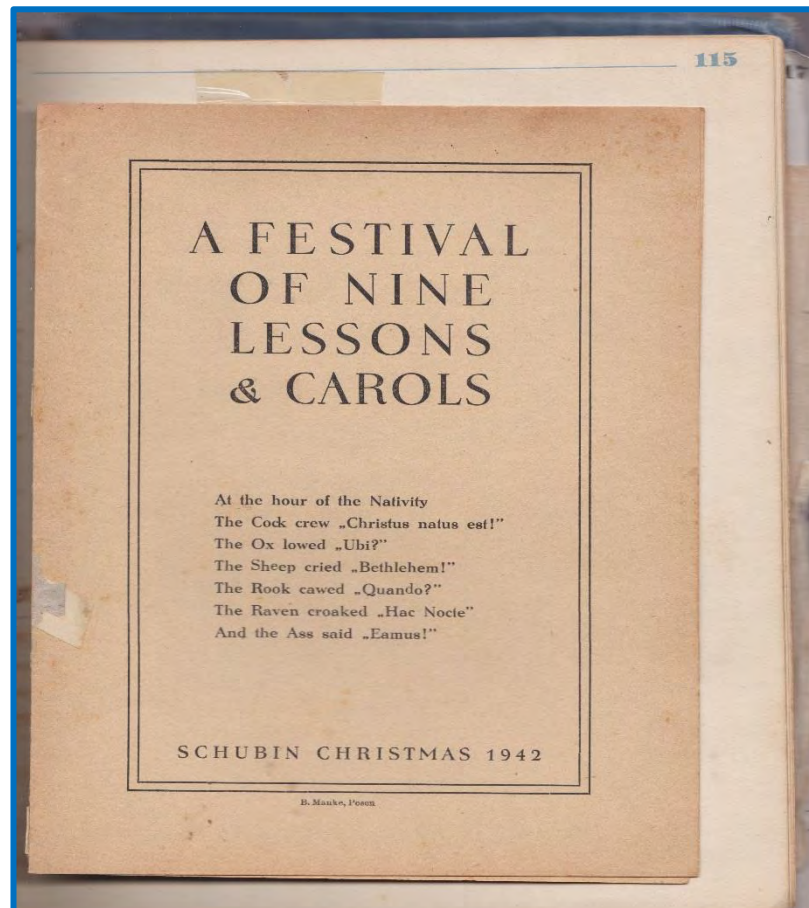 115
A FESTIVAL
OF NINE
LESSONS
& CAROLS
At the hour of the Nativity
The Cock crew „Christus natus est!"
The Ox lowed „Ubi?"
The Sheep cried „Bethlehem!"
The Rook cawed „Quando?"
The Raven croaked „Hac Nocte"
And the Ass said „Eamus!"
SCHUBIN CHRISTMAS 1942
B. Manke, Posen